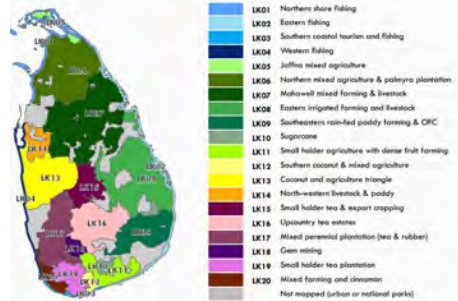 LK01 Northern shore fishing
LK02 Eastern fishing
LK03 Southern coastal tourism and fishing
LK04 Western fishing
LK05 Jaffna mixed agriculture
LK06 Northern mixed agriculture & palmyra plantation
LK07 Mahaweli mixed farming & livestock
LK08 Eastern irrigated farming and livestock
LK09 Southeastern rain-fed paddy farming & OFC
LK10 Sugarcane
LK11 Small holder agriculture with dense fruit farming
LK12 Southern coconut & mixed agriculture
LK13 Coconut and agriculture triangle
LK14 North-western livestock & paddy
LK15 Small holder tea & export cropping
LK16 Upcountry tea estates
LK17 Mixed perennial plantation (tea & rubber)
LK18 Gem mining
LK19 Small holder tea plantation
LK20 Mixed farming and cinnamon
Not mapped (urban or national parks)
LK13
LK04
LK15
LK16
LK12